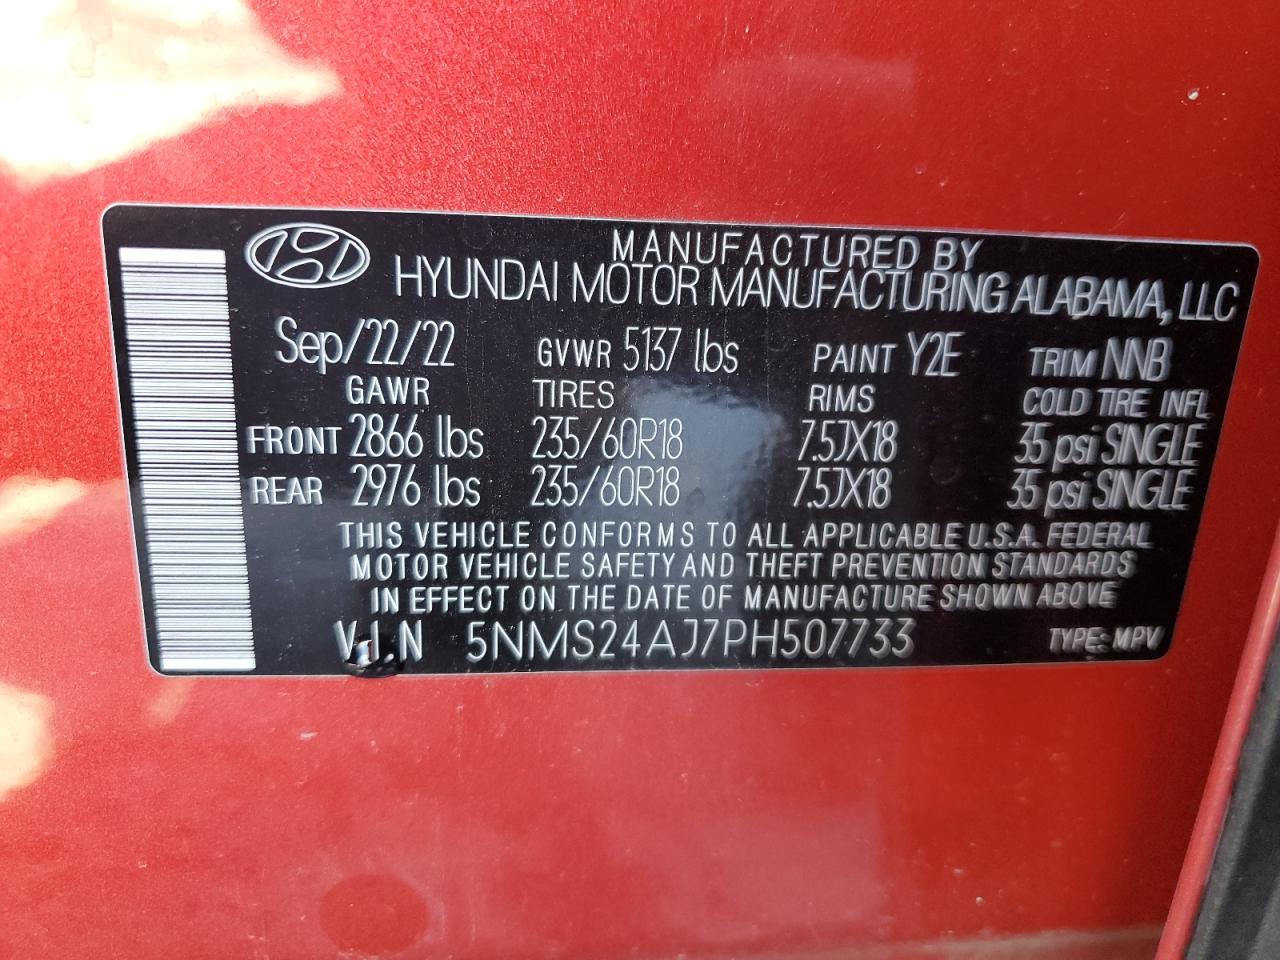 MANUFACTURED BY
HYUNDAI MOTOR MANUFACTURING ALABAMA, LLC
Sep/22/22 GVWR 5137 lbs PAINT Y2E TRIM NNB
GAWR TIRES RIMS COLD TIRE INFL
FRONT 2866 lbs 235/60R18 7.5JX18 35 psi SINGLE
REAR 2976 lbs 235/60R18 7.5JX18 35 psi SINGLE
THIS VEHICLE CONFORMS TO ALL APPLICABLE U.S.A. FEDERAL
MOTOR VEHICLE SAFETY AND THEFT PREVENTION STANDARDS
IN EFFECT ON THE DATE OF MANUFACTURE SHOWN ABOVE
V I N 5NMS24AJ7PH507733 TYPE: MPV